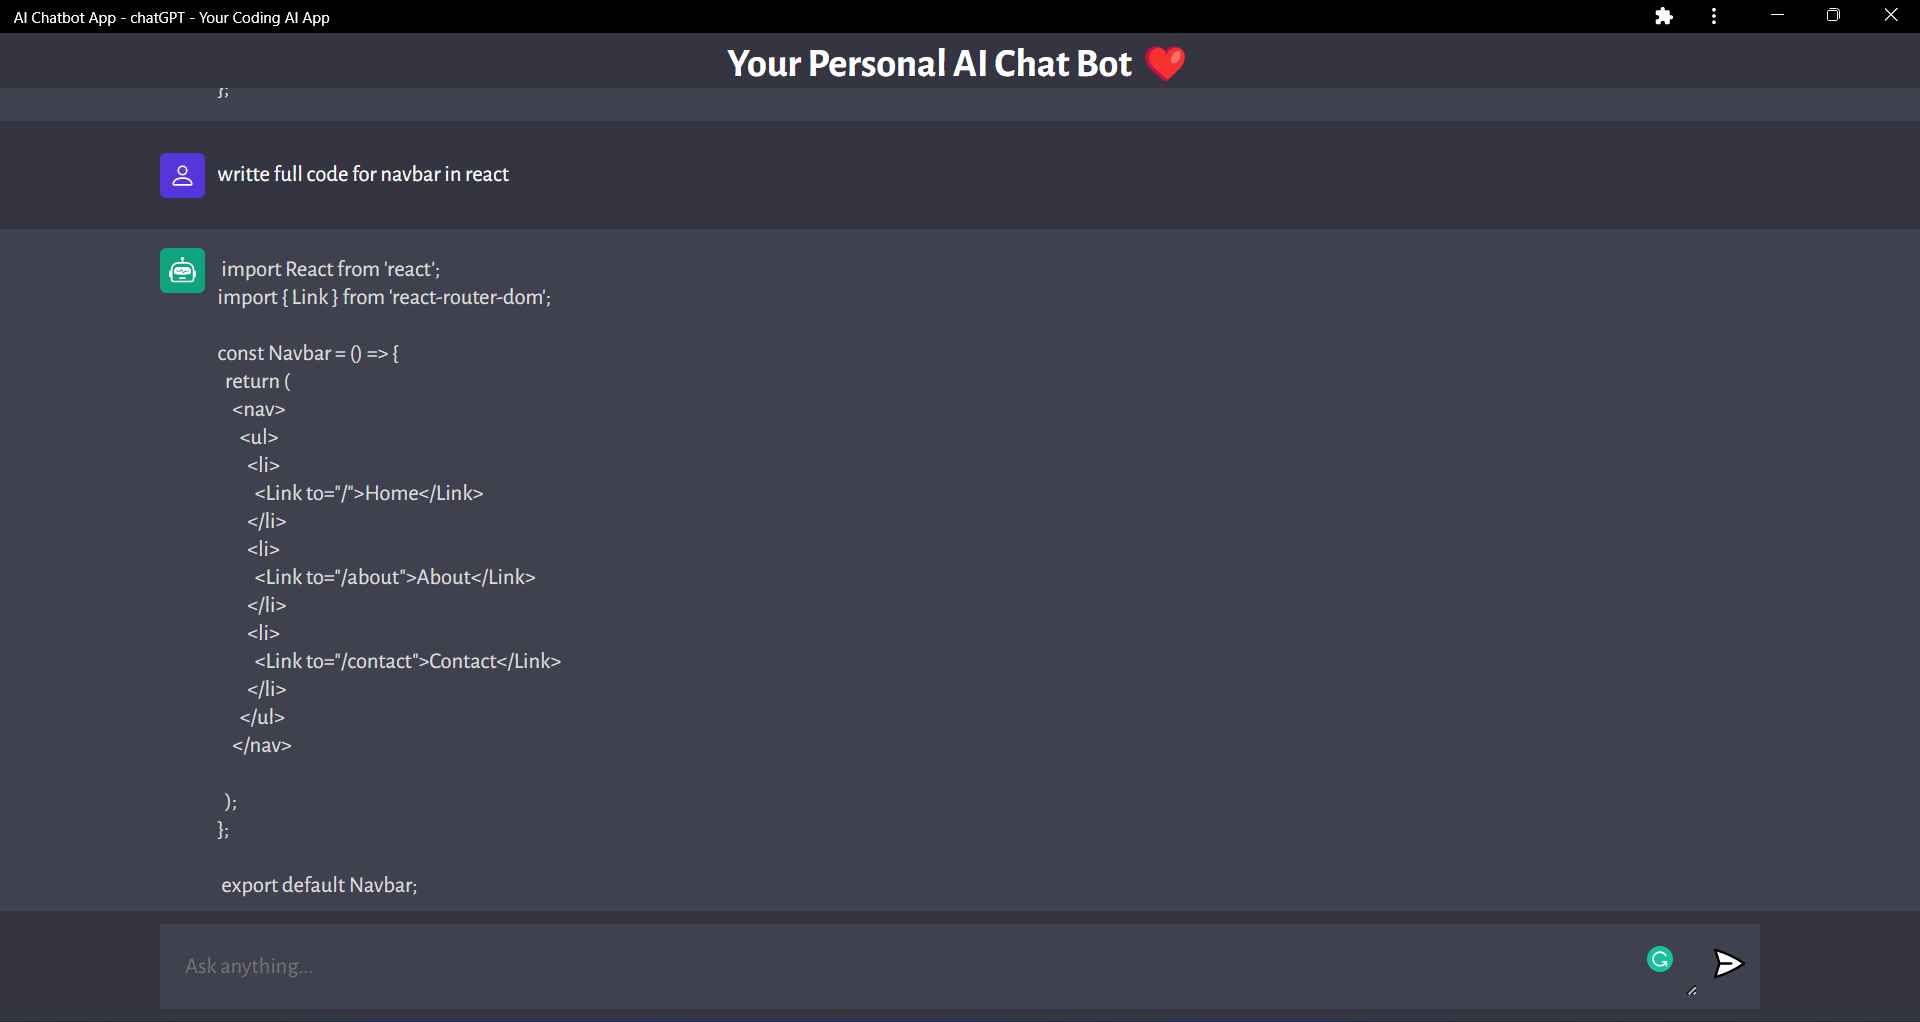 AI Chatbot App - chatGPT - Your Coding AI App
Your Personal AI Chat Bot ❤️
};
writte full code for navbar in react
import React from 'react';
import { Link } from 'react-router-dom';
const Navbar = () => {
return (
<nav>
<ul>
<li>
<Link to="/">Home</Link>
</li>
<li>
<Link to="/about">About</Link>
</li>
<li>
<Link to="/contact">Contact</Link>
</li>
</ul>
</nav>
);
};
export default Navbar;
Ask anything...